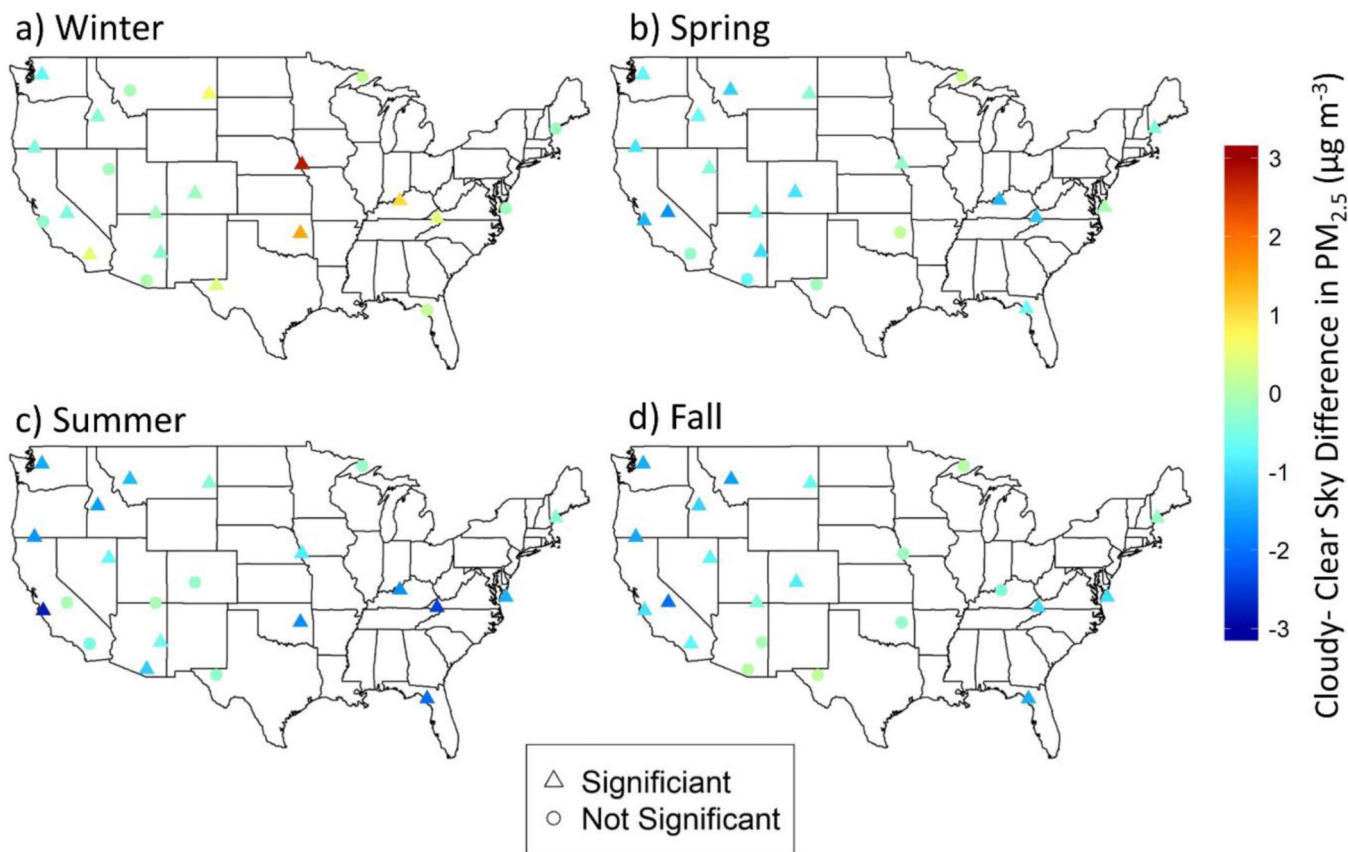 a) Winter
b) Spring
c) Summer
d) Fall
3
2
1
0
-1
-2
-3
Cloudy- Clear Sky Difference in PM2.5 (µg m-3)
Significiant
Not Significant